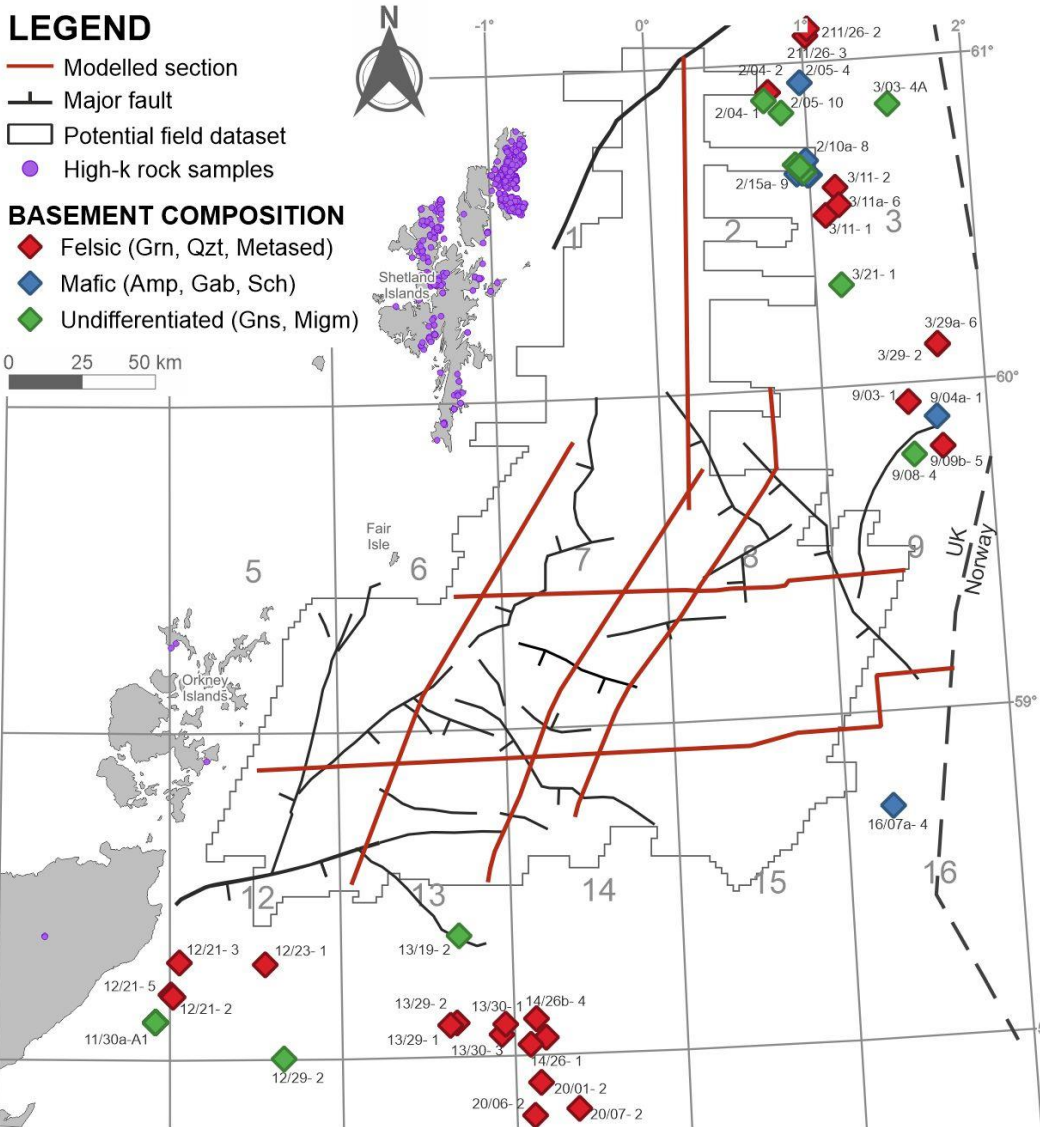 LEGEND
Modelled section
Major fault
Potential field dataset
High-k rock samples
BASEMENT COMPOSITION
Felsic (Grn, Qzt, Metased)
Mafic (Amp, Gab, Sch)
Undifferentiated (Gns, Migm)
0 25 50 km
N
-1°
0°
1°
2°
61°
60°
59°
211/26- 2
211/26- 3
2/04- 2
2/05- 4
3/03- 4A
2/04- 1
2/05- 10
2/10a- 8
2/15a- 9
3/11- 2
3/11a- 6
3/11- 1
3/21- 1
3/29a- 6
3/29- 2
9/03- 1
9/04a- 1
9/09b- 5
9/08- 4
1
2
3
Shetland
Islands
Fair
Isle
5
6
7
8
9
UK
Norway
Orkney
Islands
16/07a- 4
12
13
14
15
16
13/19- 2
12/21- 3
12/23- 1
12/21- 5
12/21- 2
11/30a-A1
12/29- 2
13/29- 2
13/30- 1
14/26b- 4
13/29- 1
13/30- 3
14/26- 1
20/01- 2
20/06- 2
20/07- 2